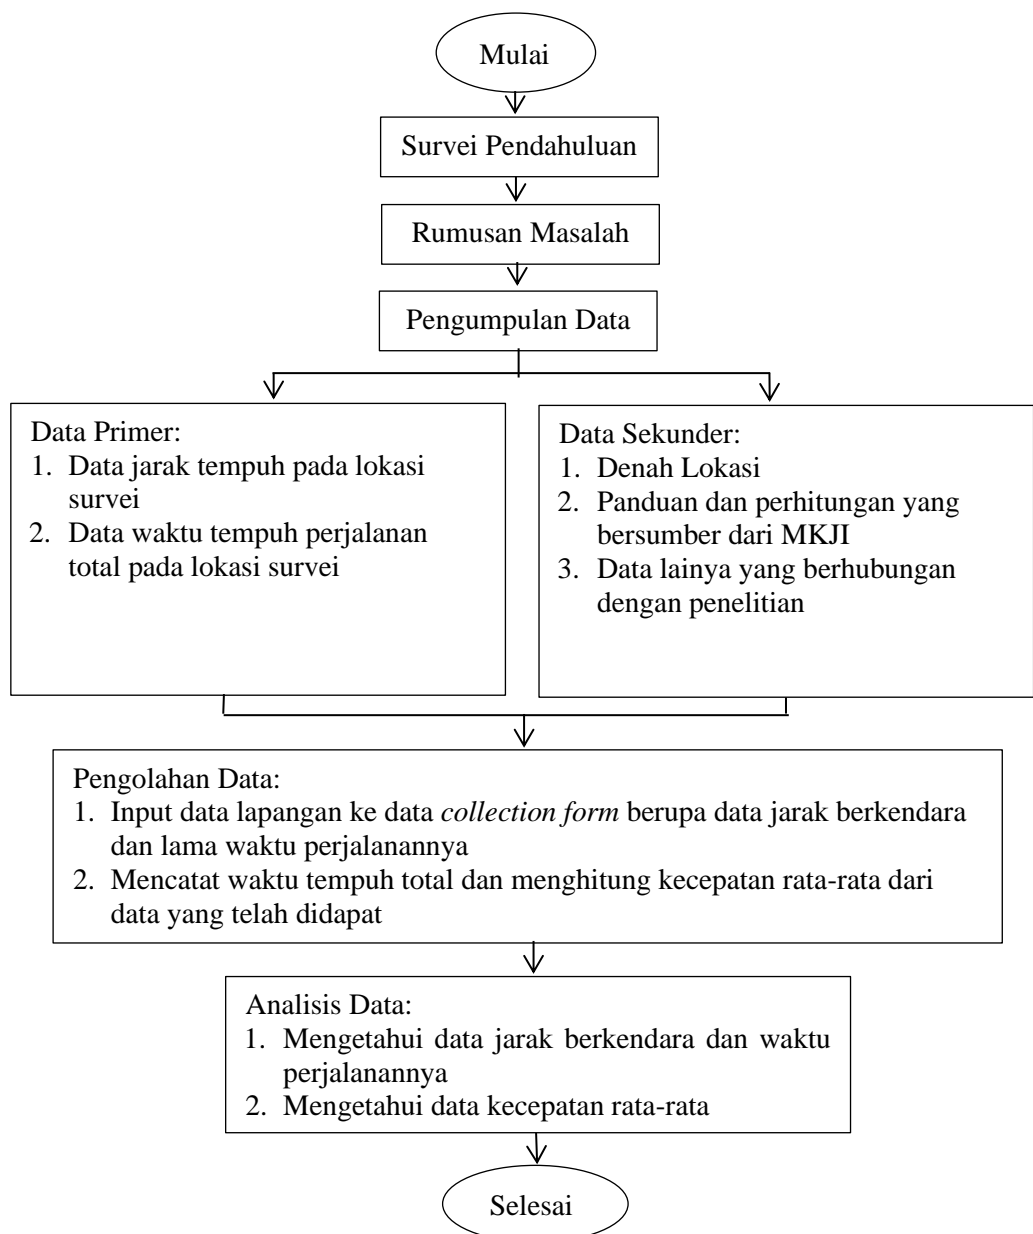 Mulai
Survei Pendahuluan
Rumusan Masalah
Pengumpulan Data
Data Primer:
1. Data jarak tempuh pada lokasi
survei
2. Data waktu tempuh perjalanan
total pada lokasi survei
Data Sekunder:
1. Denah Lokasi
2. Panduan dan perhitungan yang
bersumber dari MKJI
3. Data lainya yang berhubungan
dengan penelitian
Pengolahan Data:
1. Input data lapangan ke data collection form berupa data jarak berkendara
dan lama waktu perjalanannya
2. Mencatat waktu tempuh total dan menghitung kecepatan rata-rata dari
data yang telah didapat
Analisis Data:
1. Mengetahui data jarak berkendara dan waktu
perjalanannya
2. Mengetahui data kecepatan rata-rata
Selesai